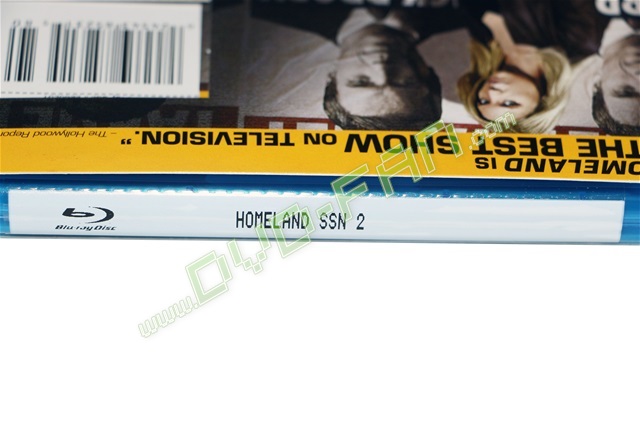 HOMELAND IS
THE BEST SHOW ON TELEVISION."
– The Hollywood Repor
Blu-ray Disc
HOMELAND SSN 2
www.DVD-FAN.com